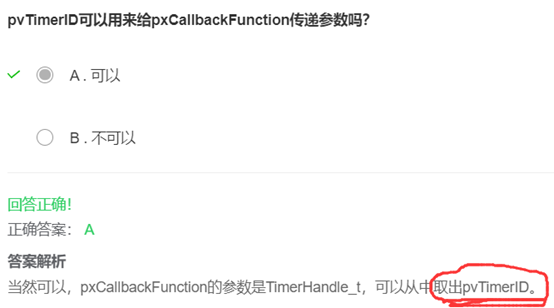 pvTimerID可以用来给pxCallbackFunction传递参数吗?
A . 可以
B . 不可以
回答正确!
正确答案： A
答案解析
当然可以，pxCallbackFunction的参数是TimerHandle_t，可以从中取出pvTimerID。